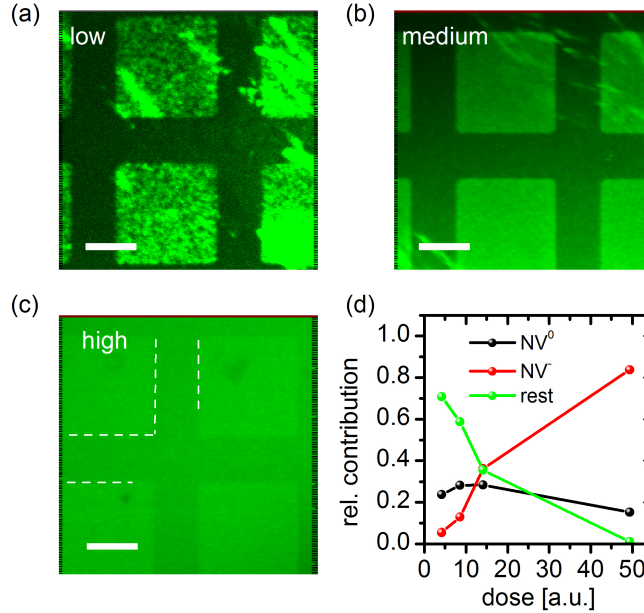 (a)
low
(b)
medium
(c)
high
(d)
1.0
0.8
0.6
0.4
0.2
0.0
rel. contribution
NV⁰
NV⁻
rest
0 10 20 30 40 50
dose [a.u.]